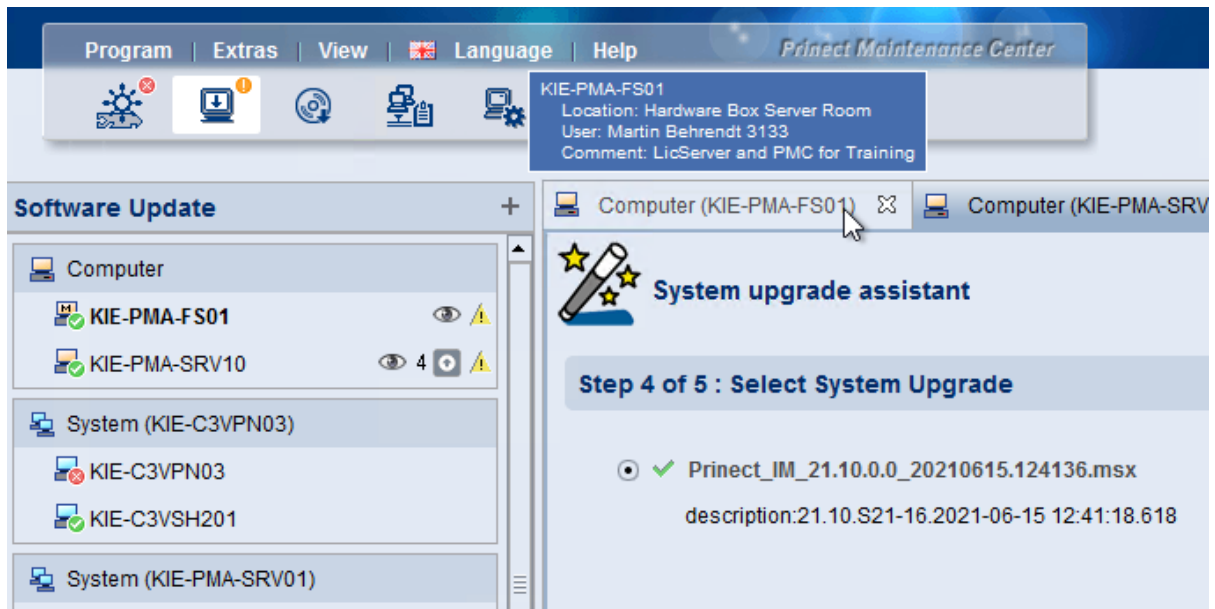 Program | Extras | View | Language | Help
Prinect Maintenance Center
KIE-PMA-FS01
Location: Hardware Box Server Room
User: Martin Behrendt 3133
Comment: LicServer and PMC for Training
Software Update +
Computer
M KIE-PMA-FS01
KIE-PMA-SRV10 4
System (KIE-C3VPN03)
KIE-C3VPN03
KIE-C3VSH201
System (KIE-PMA-SRV01)
Computer (KIE-PMA-FS01) Computer (KIE-PMA-SRV
System upgrade assistant
Step 4 of 5 : Select System Upgrade
Prinect_IM_21.10.0.0_20210615.124136.msx
description:21.10.S21-16.2021-06-15 12:41:18.618